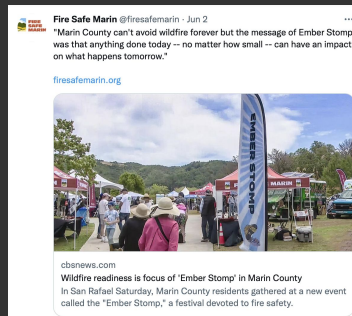 FIRE SAFE MARIN
Fire Safe Marin @firesafemarin · Jun 2
"Marin County can't avoid wildfire forever but the message of Ember Stomp
was that anything done today -- no matter how small -- can have an impact
on what happens tomorrow."
firesafemarin.org
EMBER STOMP
MARIN
cbsnews.com
Wildfire readiness is focus of 'Ember Stomp' in Marin County
In San Rafael Saturday, Marin County residents gathered at a new event
called the "Ember Stomp," a festival devoted to fire safety.